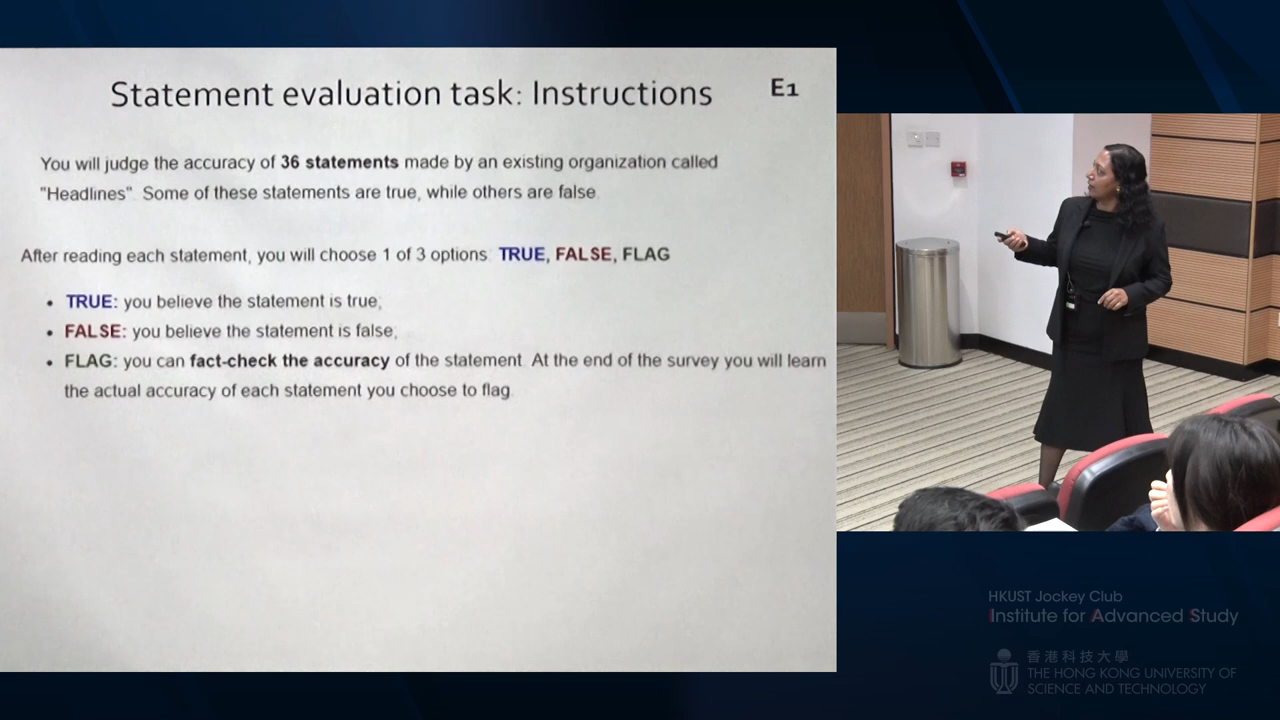 Statement evaluation task: Instructions
E1
You will judge the accuracy of 36 statements made by an existing organization called
"Headlines". Some of these statements are true, while others are false.
After reading each statement, you will choose 1 of 3 options: TRUE, FALSE, FLAG
• TRUE: you believe the statement is true;
• FALSE: you believe the statement is false;
• FLAG: you can fact-check the accuracy of the statement. At the end of the survey you will learn
the actual accuracy of each statement you choose to flag.
HKUST Jockey Club
Institute for Advanced Study
香港科技大學
THE HONG KONG UNIVERSITY OF
SCIENCE AND TECHNOLOGY